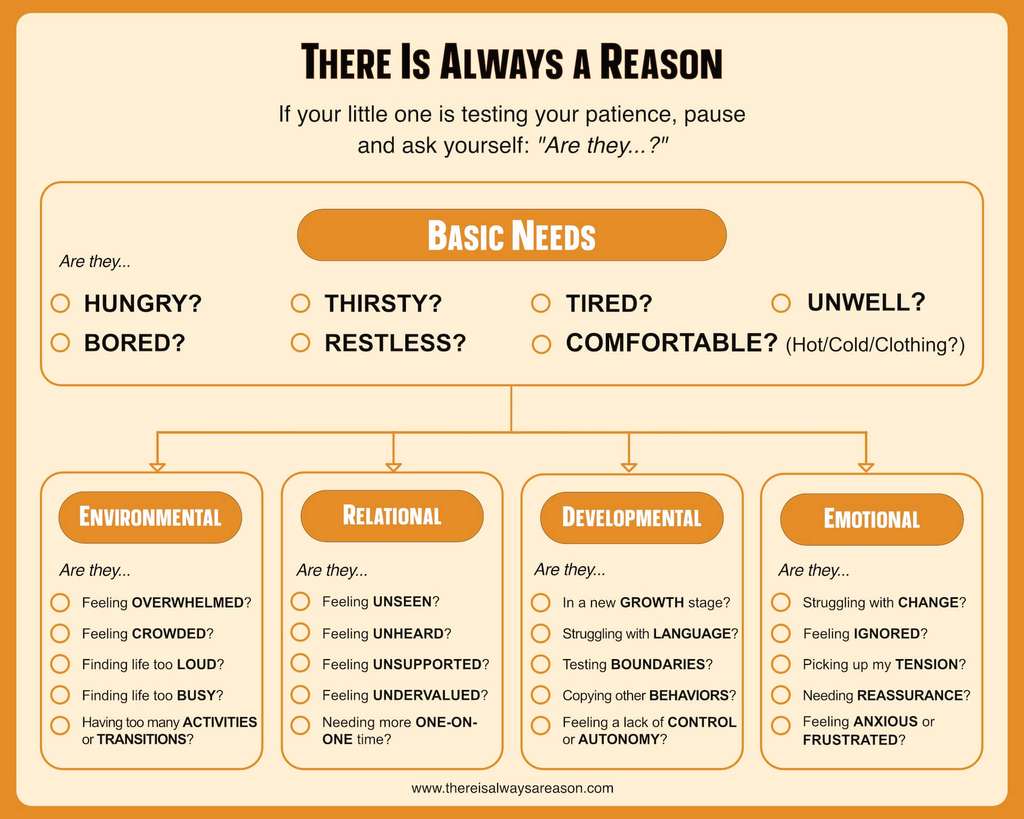 THERE IS ALWAYS A REASON
If your little one is testing your patience, pause
and ask yourself: "Are they...?"
BASIC NEEDS
Are they...
HUNGRY?
THIRSTY?
TIRED?
UNWELL?
BORED?
RESTLESS?
COMFORTABLE? (Hot/Cold/Clothing?)
ENVIRONMENTAL
Are they...
Feeling OVERWHELMED?
Feeling CROWDED?
Finding life too LOUD?
Finding life too BUSY?
Having too many ACTIVITIES
or TRANSITIONS?
RELATIONAL
Are they...
Feeling UNSEEN?
Feeling UNHEARD?
Feeling UNSUPPORTED?
Feeling UNDERVALUED?
Needing more ONE-ON-
ONE time?
DEVELOPMENTAL
Are they...
In a new GROWTH stage?
Struggling with LANGUAGE?
Testing BOUNDARIES?
Copying other BEHAVIORS?
Feeling a lack of CONTROL
or AUTONOMY?
EMOTIONAL
Are they...
Struggling with CHANGE?
Feeling IGNORED?
Picking up my TENSION?
Needing REASSURANCE?
Feeling ANXIOUS or
FRUSTRATED?
www.thereisalwaysareason.com